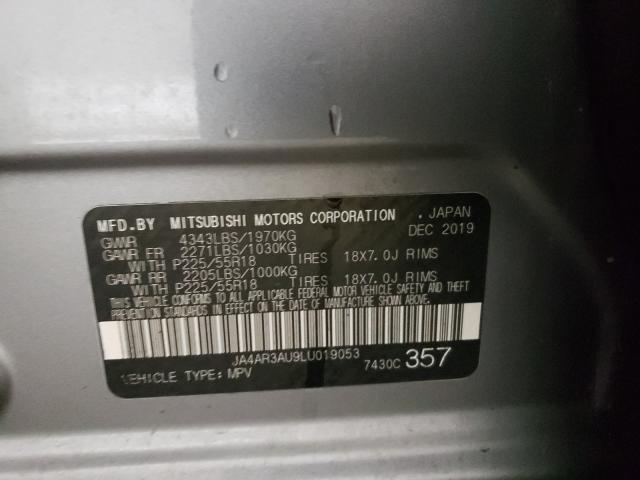 MFD.BY MITSUBISHI MOTORS CORPORATION . JAPAN
GVWR 4343LBS/1970KG DEC 2019
GAWR FR 2271LBS/1030KG
WITH P225/55R18 TIRES 18X7.0J RIMS
GAWR RR 2205LBS/1000KG
WITH P225/55R18 TIRES 18X7.0J RIMS
THIS VEHICLE CONFORMS TO ALL APPLICABLE FEDERAL MOTOR VEHICLE SAFETY AND THEFT
PREVENTION STANDARDS IN EFFECT ON THE DATE OF MANUFACTURE SHOWN ABOVE.
JA4AR3AU9LU019053
VEHICLE TYPE: MPV 7430C 357